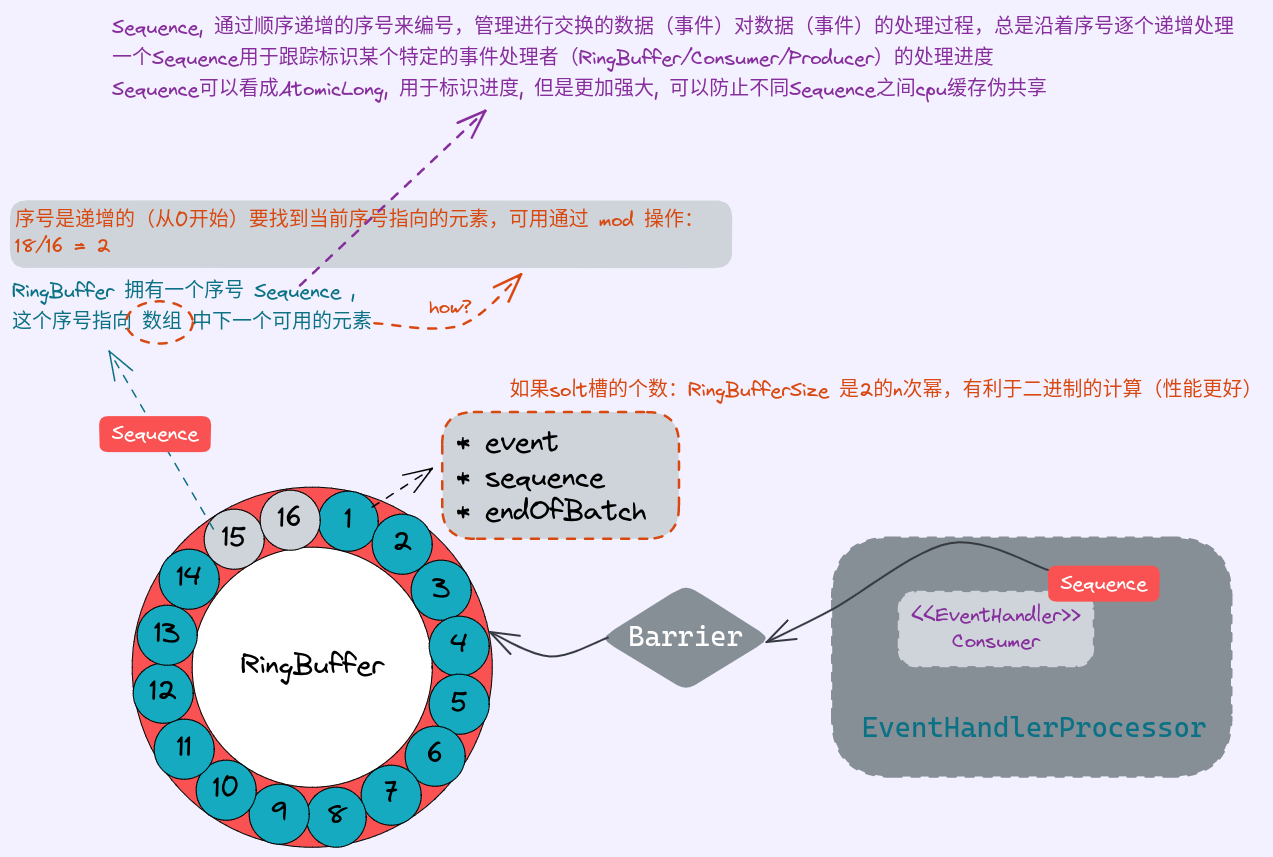 Sequence, 通过顺序递增的序号来编号，管理进行交换的数据（事件）对数据（事件）的处理过程，总是沿着序号逐个递增处理
一个Sequence用于跟踪标识某个特定的事件处理者（RingBuffer/Consumer/Producer）的处理进度
Sequence可以看成AtomicLong, 用于标识进度, 但是更加强大, 可以防止不同Sequence之间cpu缓存伪共享
序号是递增的（从0开始）要找到当前序号指向的元素，可用通过 mod 操作：
18/16 = 2
RingBuffer 拥有一个序号 Sequence ,
这个序号指向 数组 中下一个可用的元素
how?
如果solt槽的个数：RingBufferSize 是2的n次幂，有利于二进制的计算（性能更好）
Sequence
* event
* sequence
* endOfBatch
1
2
3
4
5
6
7
8
9
10
11
12
13
14
15
16
RingBuffer
Barrier
Sequence
<<EventHandler>>
Consumer
EventHandlerProcessor